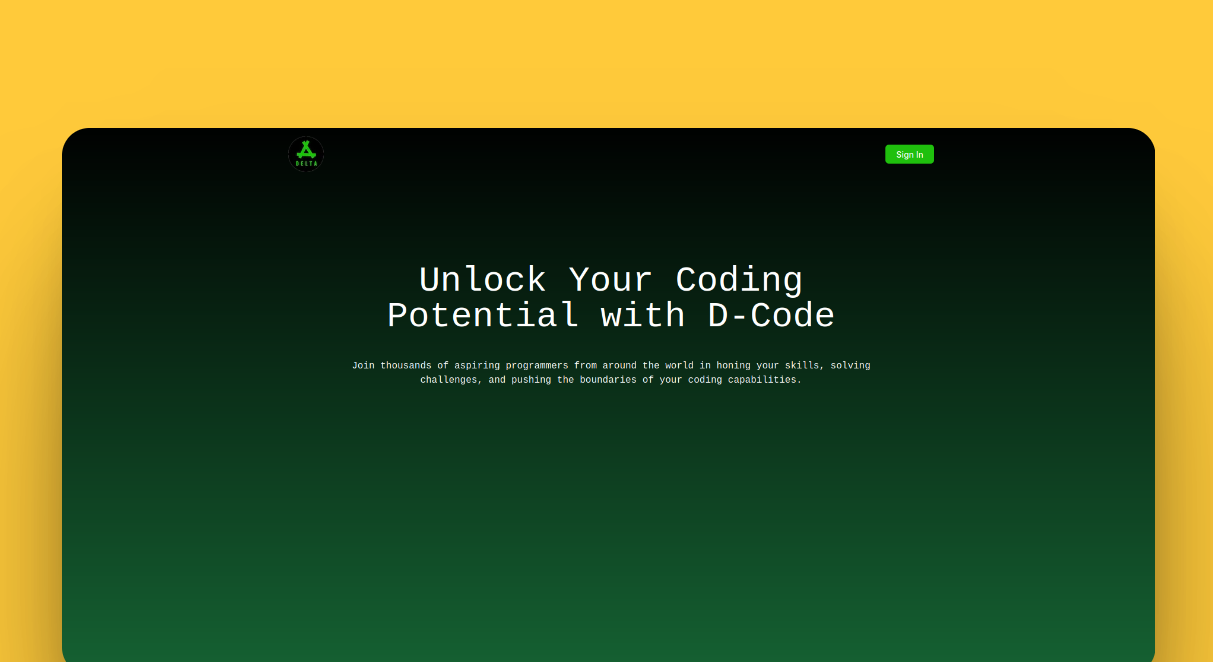 DELTA
Sign In
Unlock Your Coding
Potential with D-Code
Join thousands of aspiring programmers from around the world in honing your skills, solving
challenges, and pushing the boundaries of your coding capabilities.